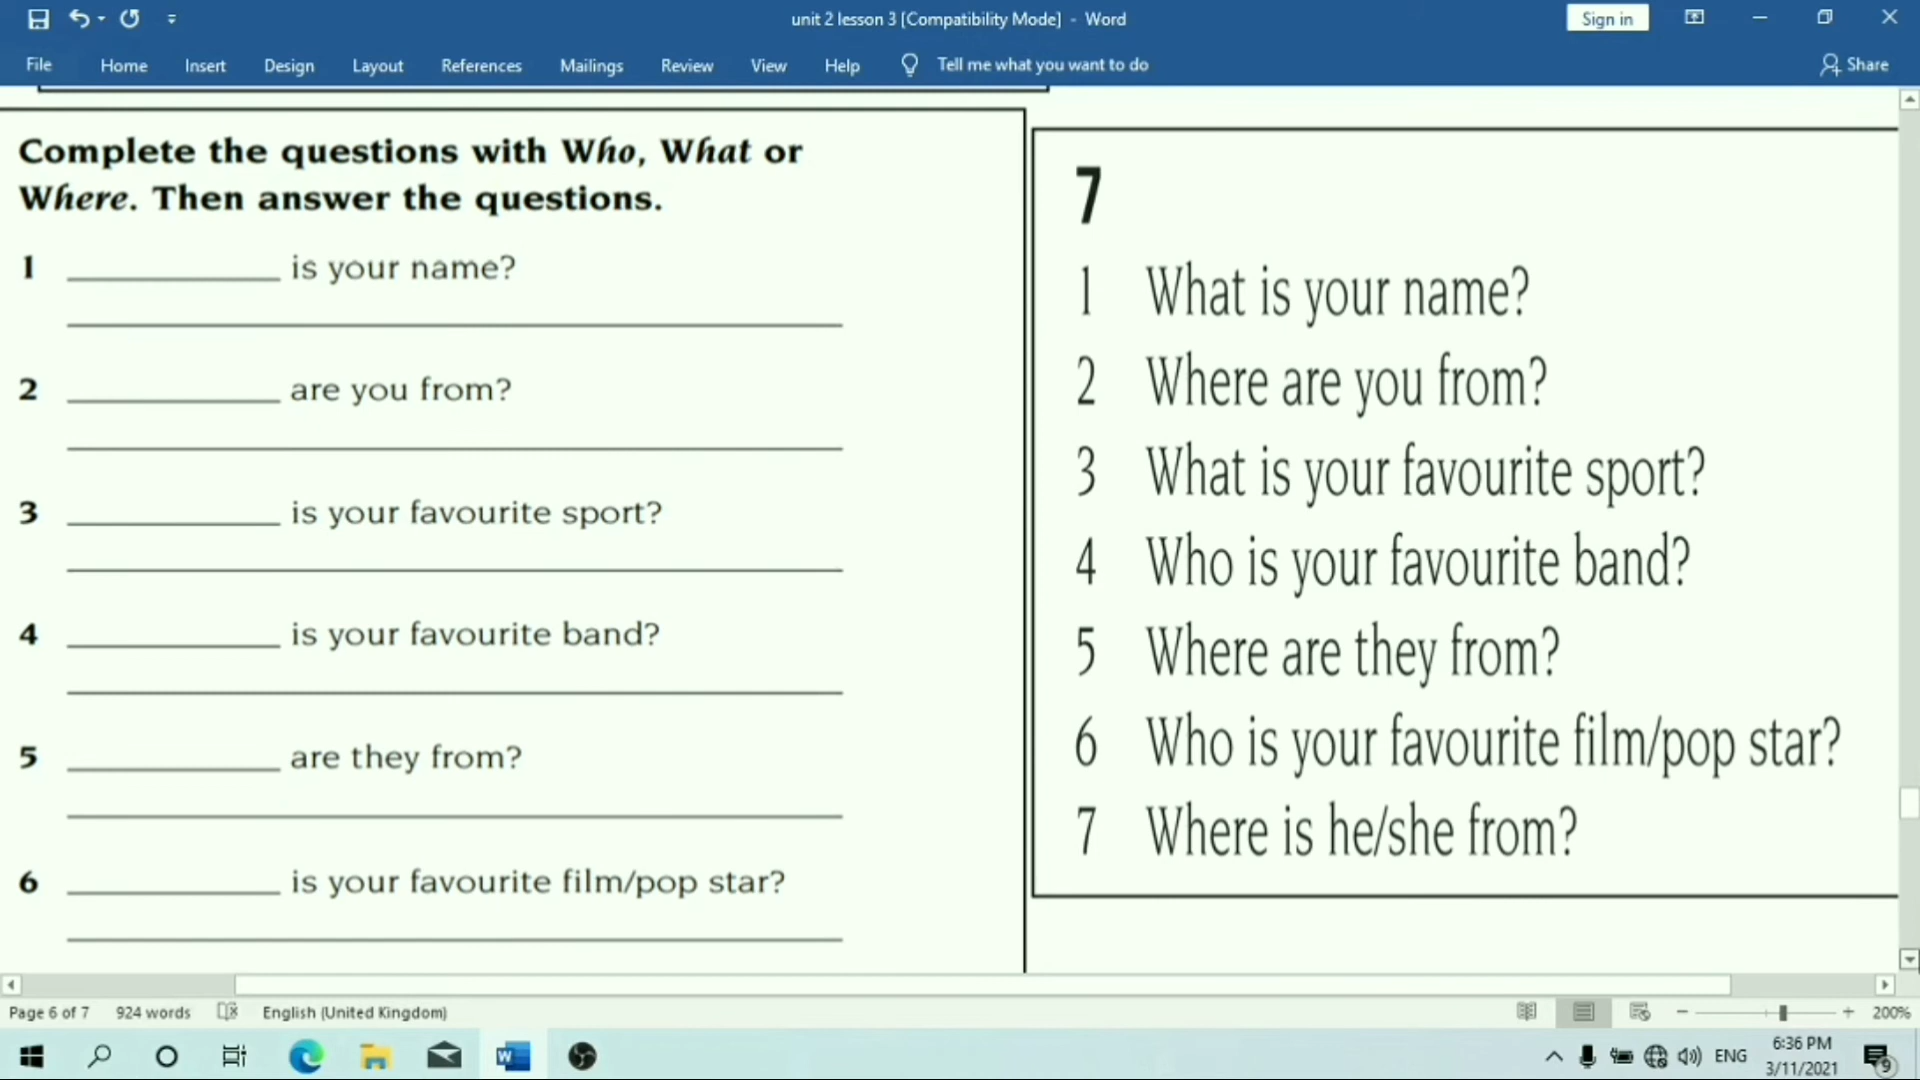 unit 2 lesson 3 [Compatibility Mode] - Word
Sign in
File Home Insert Design Layout References Mailings Review View Help Tell me what you want to do Share
Complete the questions with Who, What or
Where. Then answer the questions.
1 __________ is your name?
2 __________ are you from?
3 __________ is your favourite sport?
4 __________ is your favourite band?
5 __________ are they from?
6 __________ is your favourite film/pop star?
7
1 What is your name?
2 Where are you from?
3 What is your favourite sport?
4 Who is your favourite band?
5 Where are they from?
6 Who is your favourite film/pop star?
7 Where is he/she from?
Page 6 of 7 924 words English (United Kingdom) 200%
ENG
6:36 PM
3/11/2021
9